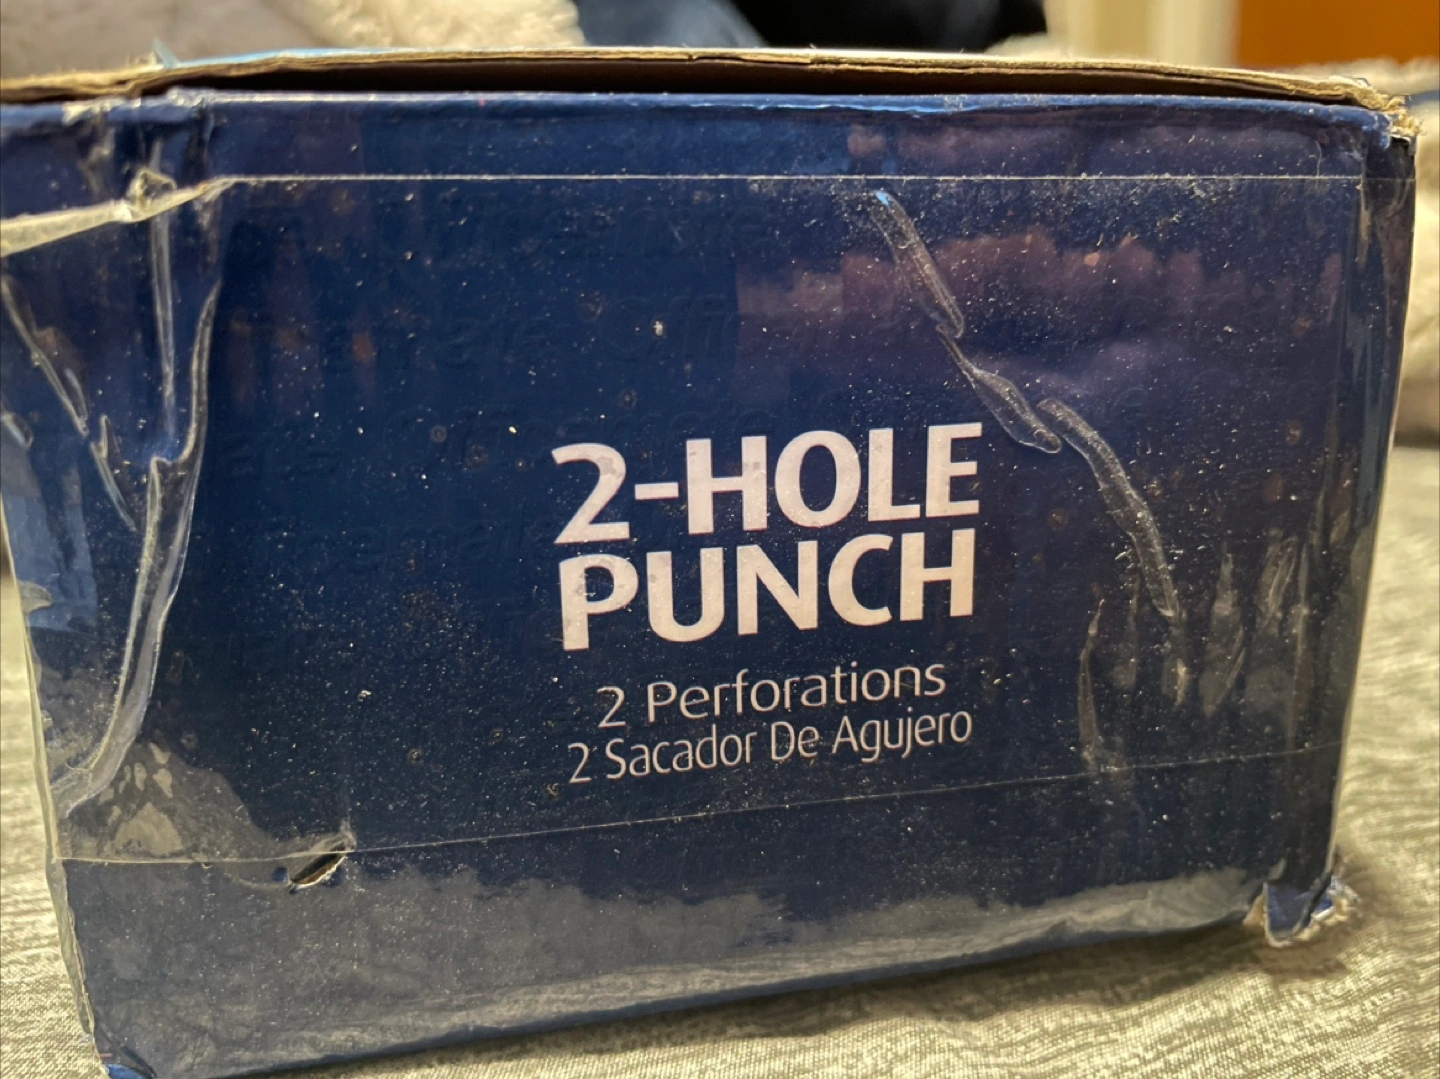 2-HOLE
PUNCH
2 Perforations
2 Sacador De Agujero